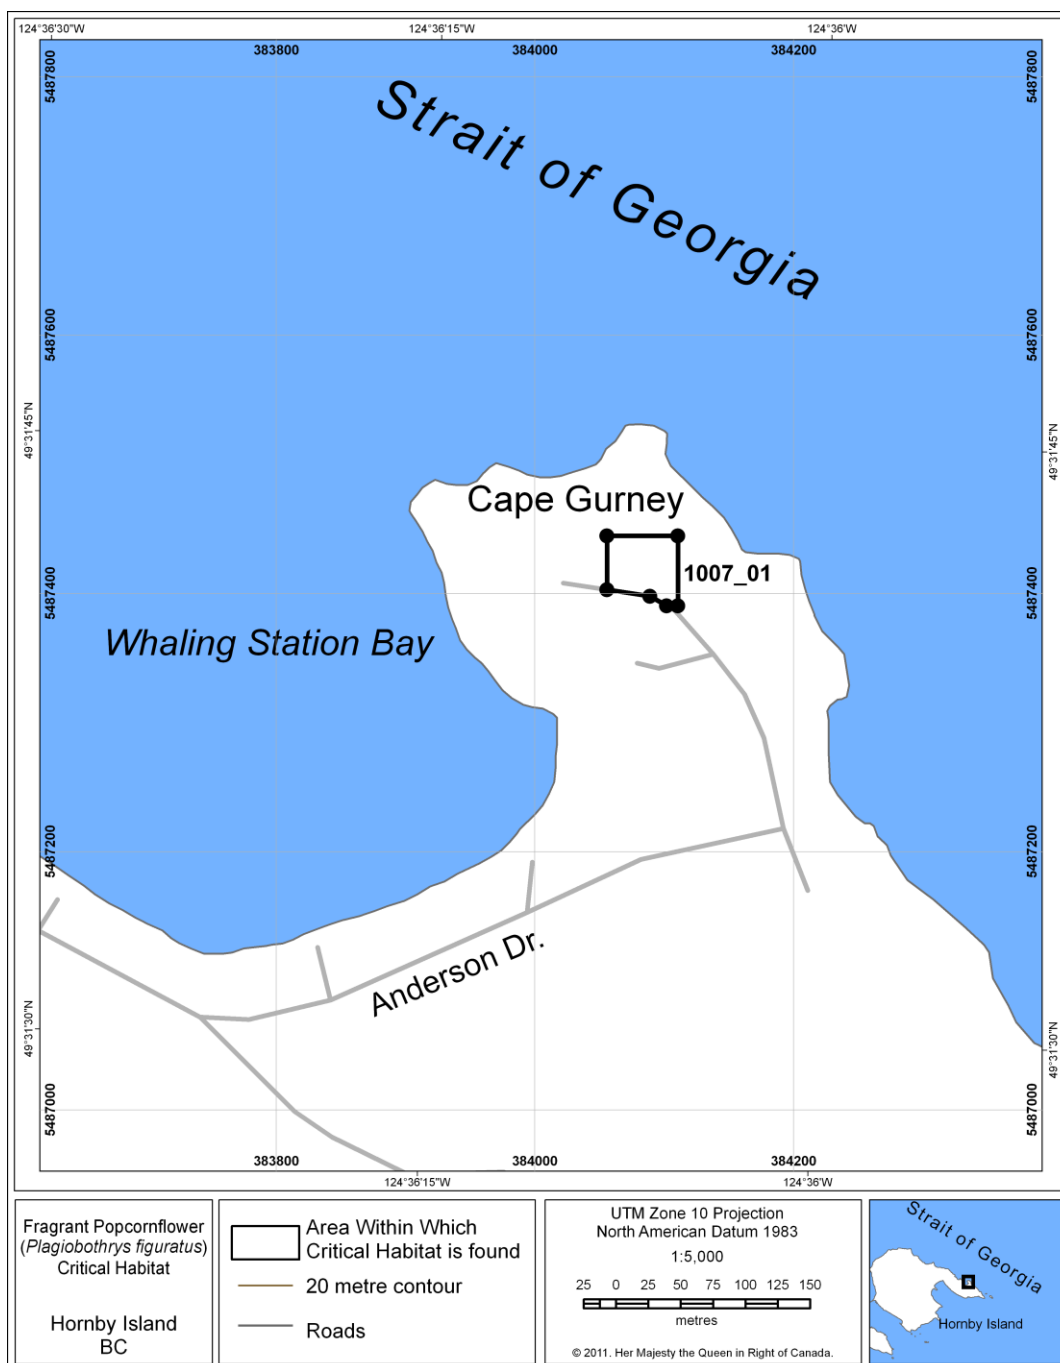 124°36'30"W
124°36'15"W
124°36'W
383800
384000
384200
5487800
5487800
Strait of Georgia
5487600
5487600
49°31'45"N
49°31'45"N
Cape Gurney
1007_01
5487400
5487400
Whaling Station Bay
5487200
5487200
Anderson Dr.
49°31'30"N
49°31'30"N
5487000
5487000
383800
384000
384200
124°36'15"W
124°36'W
Fragrant Popcornflower
(Plagiobothrys figuratus)
Critical Habitat
Hornby Island
BC
Area Within Which
Critical Habitat is found
20 metre contour
Roads
UTM Zone 10 Projection
North American Datum 1983
1:5,000
25 0 25 50 75 100 125 150
metres
© 2011. Her Majesty the Queen in Right of Canada.
Strait of Georgia
Hornby Island